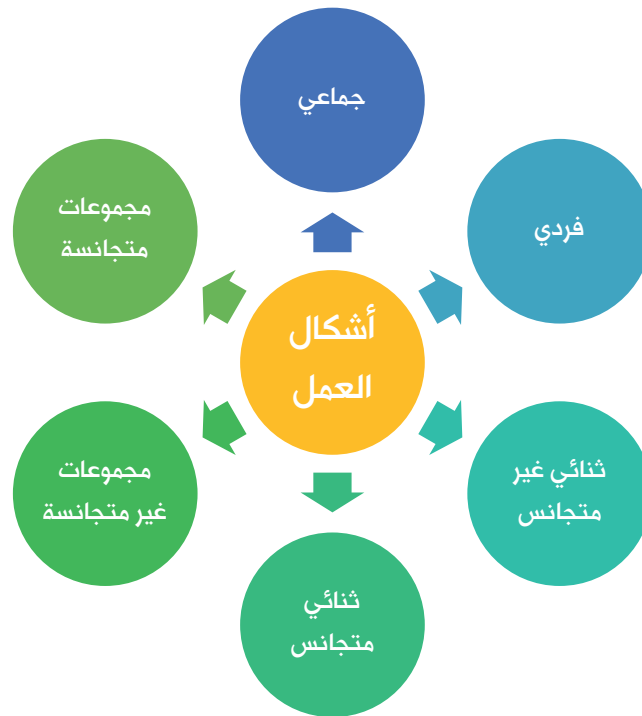 جماعي
فردي
ثنائي غير
متجانس
ثنائي
متجانس
مجموعات
غير متجانسة
مجموعات
متجانسة
أشكال
العمل